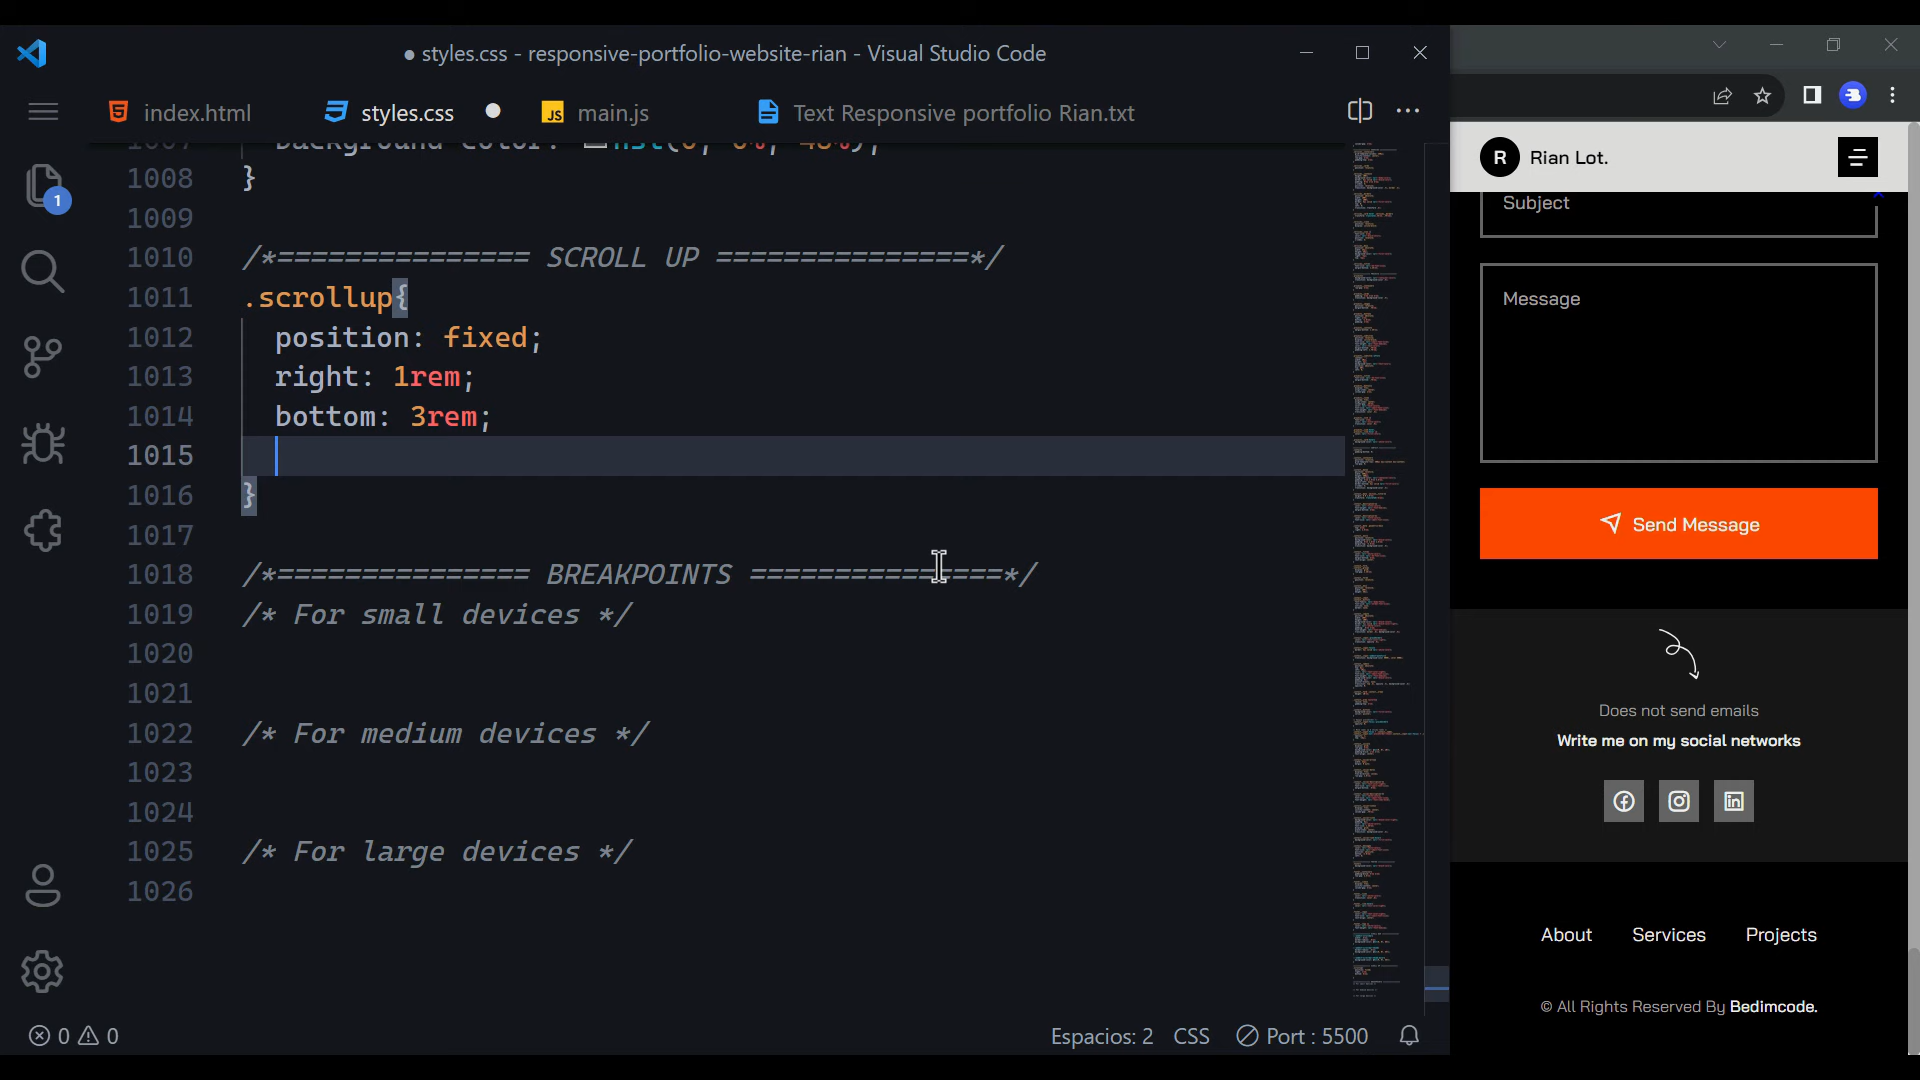 styles.css - responsive-portfolio-website-rian - Visual Studio Code
index.html
styles.css
JS main.js
Text Responsive portfolio Rian.txt
1008 }
1009
1010 /*=============== SCROLL UP ===============*/
1011 .scrollup{
1012 position: fixed;
1013 right: 1rem;
1014 bottom: 3rem;
1015
1016 }
1017
1018 /*=============== BREAKPOINTS ===============*/
1019 /* For small devices */
1020
1021
1022 /* For medium devices */
1023
1024
1025 /* For large devices */
1026
1
0 0
Espacios: 2 CSS Port : 5500
R Rian Lot.
Subject
Message
Send Message
Does not send emails
Write me on my social networks
About Services Projects
© All Rights Reserved By Bedimcode.